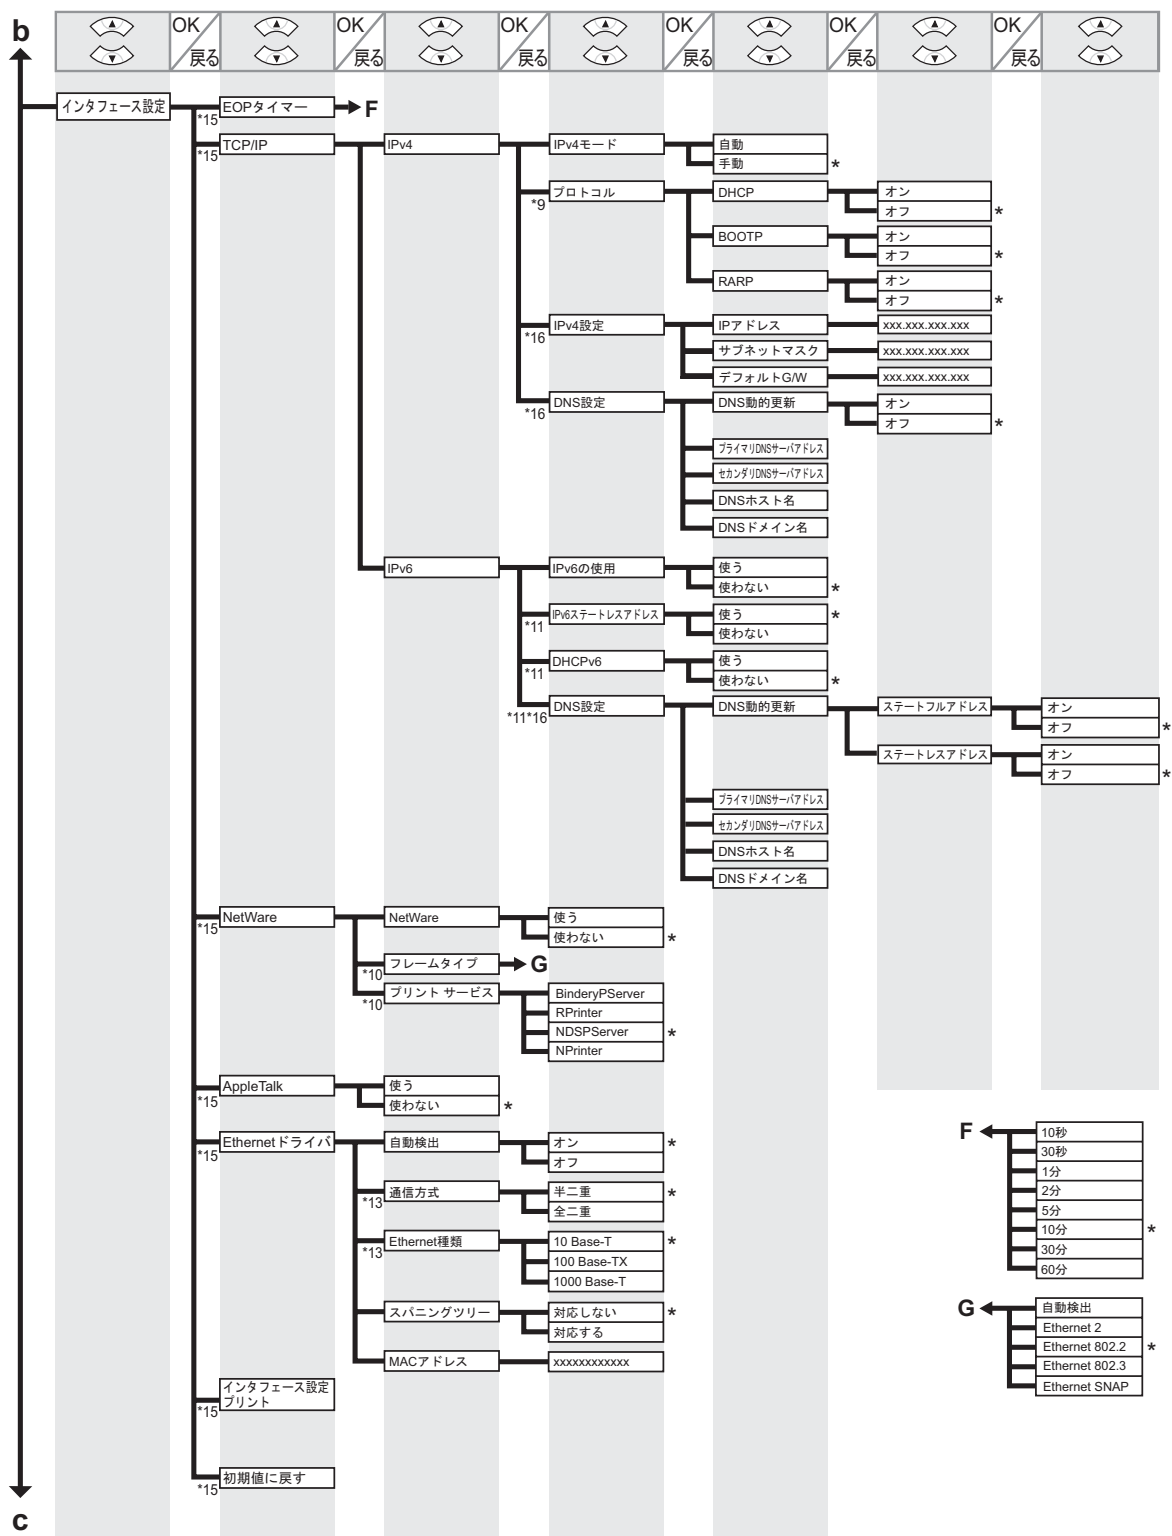 b
OK 戻る OK 戻る OK 戻る OK 戻る OK 戻る OK 戻る
インタフェース設定
*15 EOPタイマー F
*15 TCP/IP
IPv4
IPv4モード
自動
手動 *
*9 プロトコル
DHCP
オン
オフ *
BOOTP
オン
オフ *
RARP
オン
オフ *
*16 IPv4設定
IPアドレス xxx.xxx.xxx.xxx
サブネットマスク xxx.xxx.xxx.xxx
デフォルトG/W xxx.xxx.xxx.xxx
*16 DNS設定
DNS動的更新
オン
オフ *
プライマリDNSサーバアドレス
セカンダリDNSサーバアドレス
DNSホスト名
DNSドメイン名
IPv6
IPv6の使用
使う
使わない *
*11 IPv6ステートレスアドレス
使う *
使わない
*11 DHCPv6
使う
使わない *
*11*16 DNS設定
DNS動的更新
ステートフルアドレス
オン
オフ *
ステートレスアドレス
オン
オフ *
プライマリDNSサーバアドレス
セカンダリDNSサーバアドレス
DNSホスト名
DNSドメイン名
*15 NetWare
NetWare
使う
使わない *
*10 フレームタイプ G
*10 プリント サービス
BinderyPServer
RPrinter
NDSPServer *
NPrinter
*15 AppleTalk
使う
使わない *
*15 Ethernetドライバ
自動検出
オン *
オフ
*13 通信方式
半二重 *
全二重
*13 Ethernet種類
10 Base-T *
100 Base-TX
1000 Base-T
スパニングツリー
対応しない *
対応する
MACアドレス xxxxxxxxxxxx
*15 インタフェース設定
プリント
*15 初期値に戻す
F
10秒
30秒
1分
2分
5分
10分 *
30分
60分
G
自動検出
Ethernet 2
Ethernet 802.2 *
Ethernet 802.3
Ethernet SNAP
c